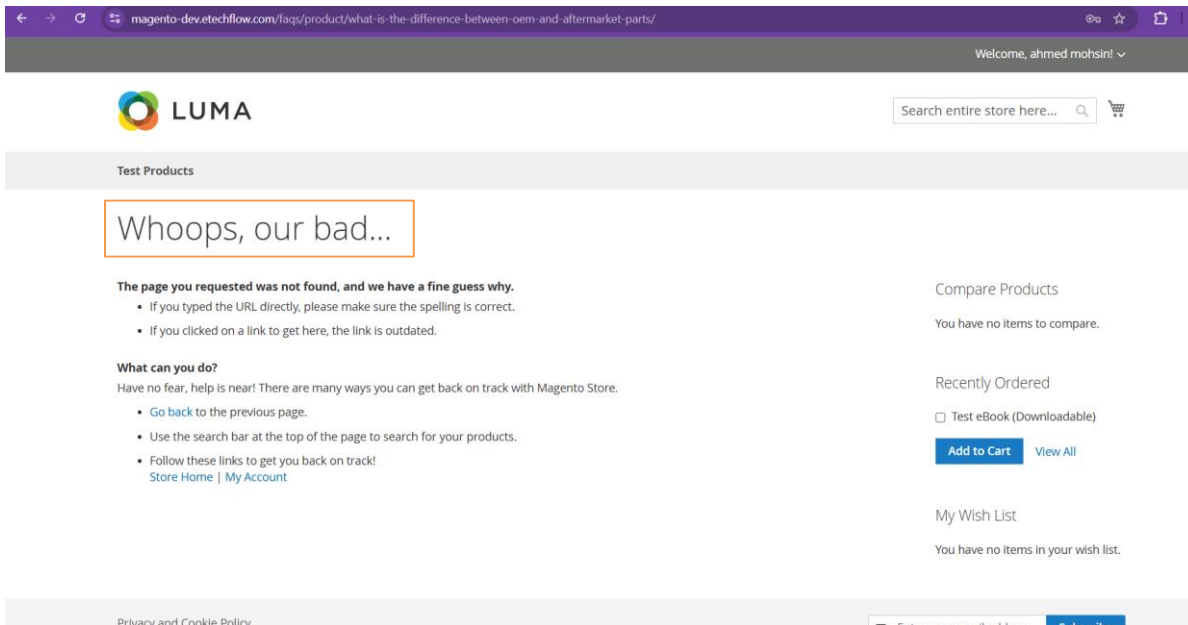 magento-dev.etechflow.com/faqs/product/what-is-the-difference-between-oem-and-aftermarket-parts/
Welcome, ahmed mohsin!
LUMA
Search entire store here...
Test Products
Whoops, our bad...
The page you requested was not found, and we have a fine guess why.
• If you typed the URL directly, please make sure the spelling is correct.
• If you clicked on a link to get here, the link is outdated.
What can you do?
Have no fear, help is near! There are many ways you can get back on track with Magento Store.
• Go back to the previous page.
• Use the search bar at the top of the page to search for your products.
• Follow these links to get you back on track!
Store Home | My Account
Compare Products
You have no items to compare.
Recently Ordered
Test eBook (Downloadable)
Add to Cart View All
My Wish List
You have no items in your wish list.
Privacy and Cookie Policy